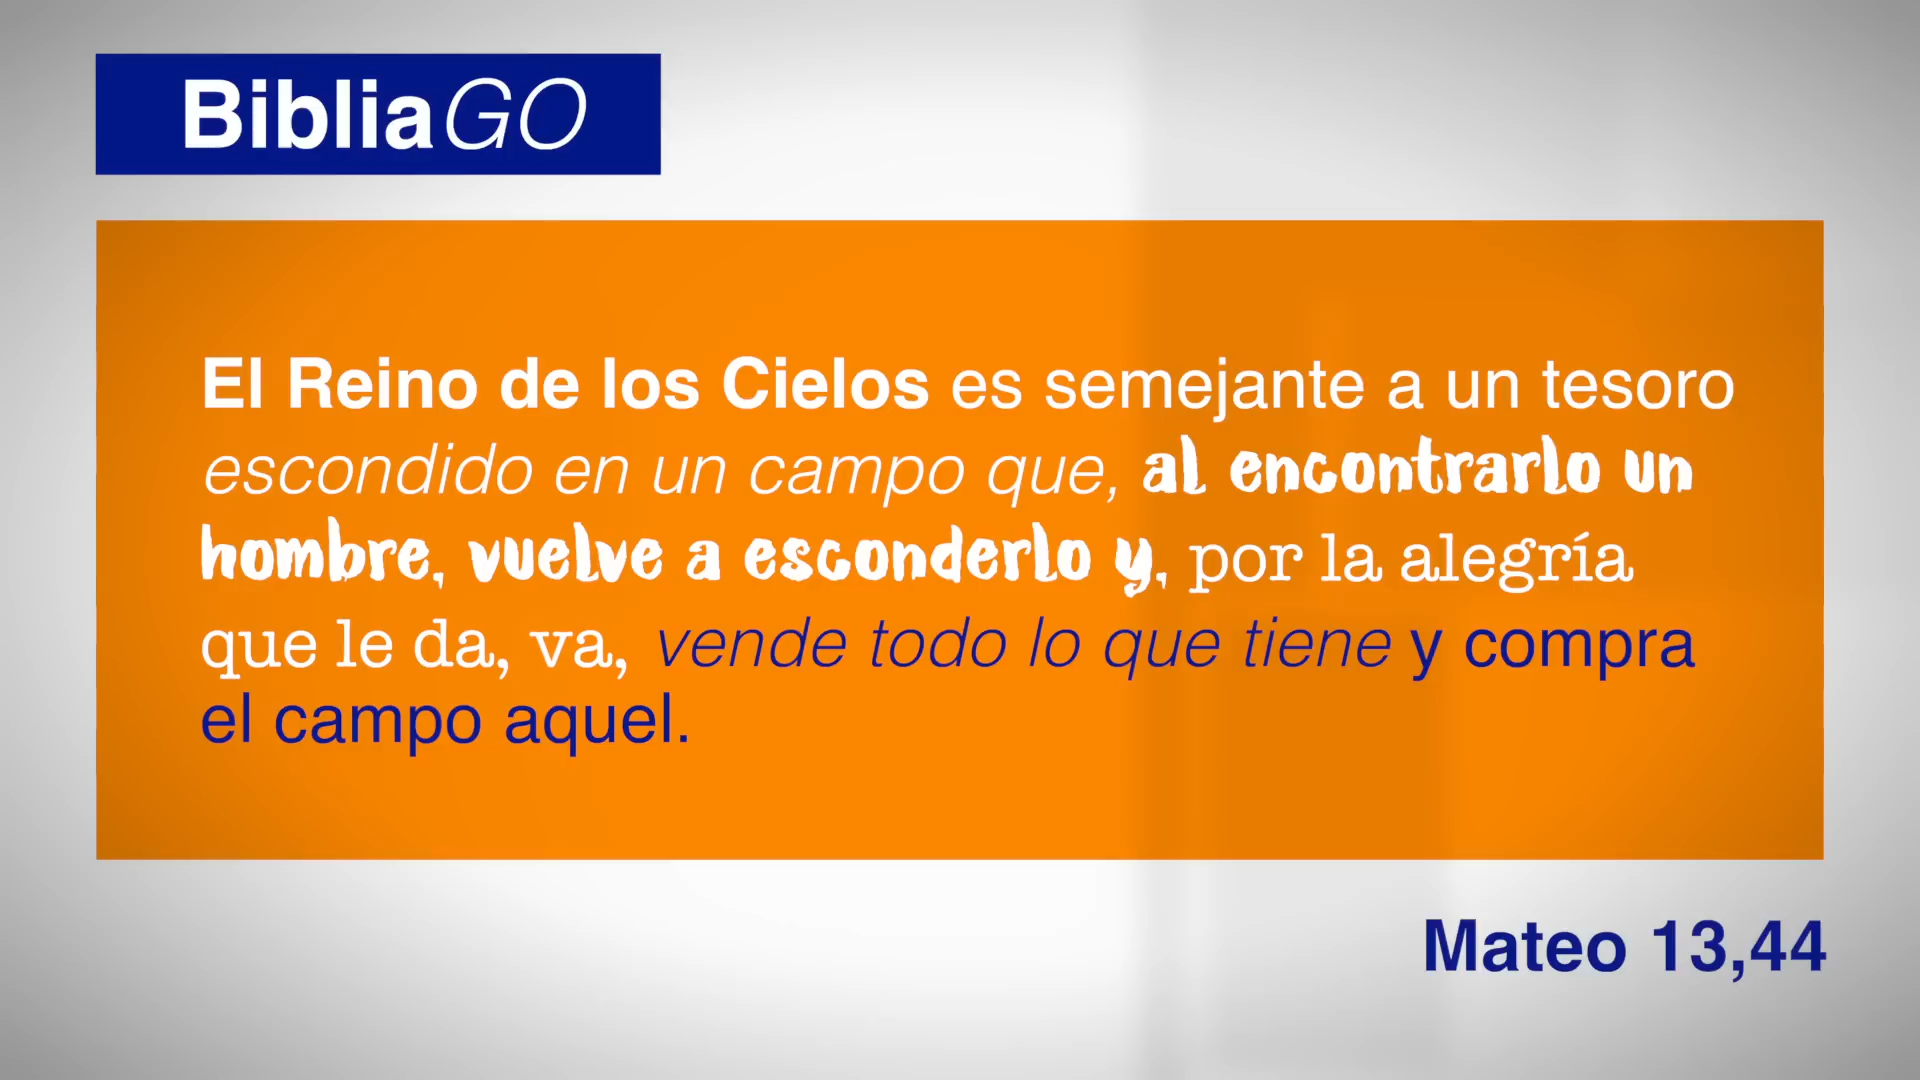 BibliaGO
El Reino de los Cielos es semejante a un tesoro
escondido en un campo que, al encontrarlo un
hombre, vuelve a esconderlo y, por la alegría
que le da, va, vende todo lo que tiene y compra
el campo aquel.
Mateo 13,44